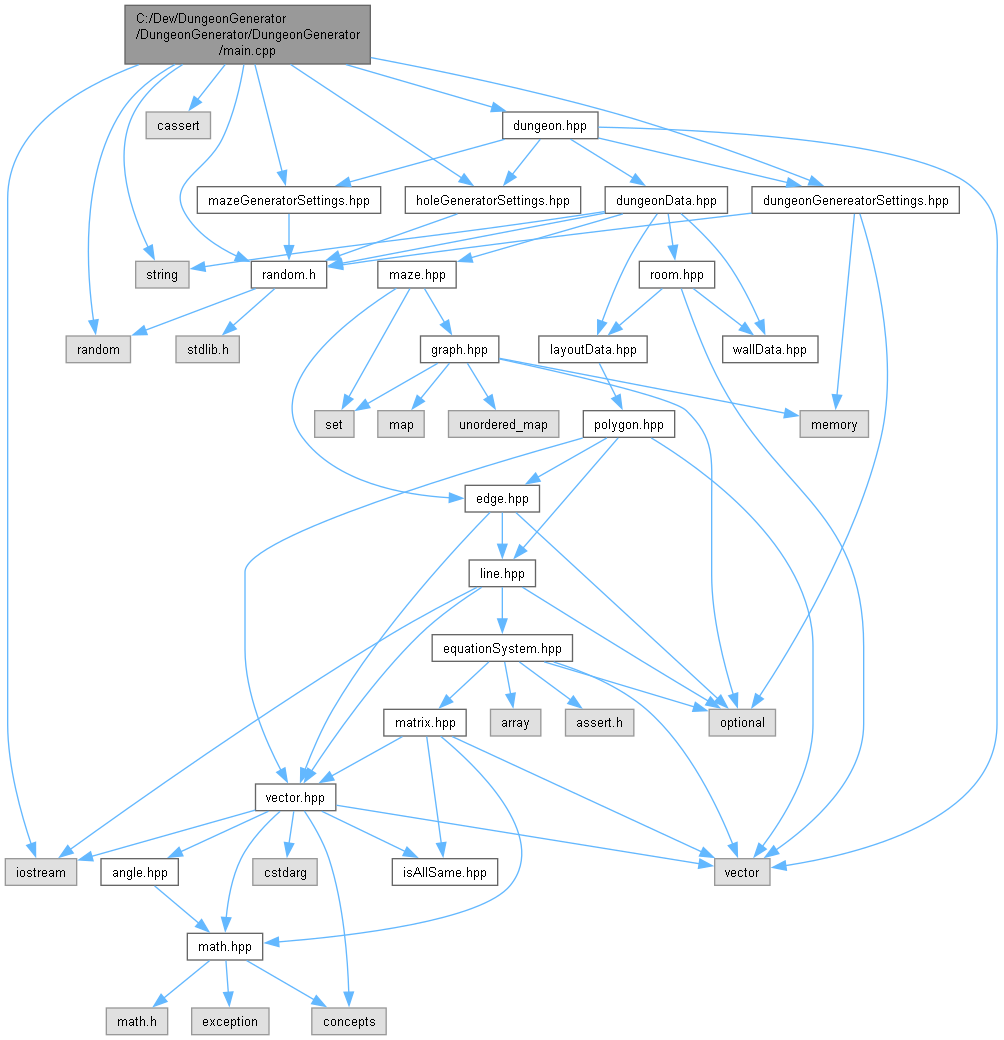 C:/Dew/DungeonGenerator
/DungeonGenerator/DungeonGenerator
/main.cpp
cassert
dungeon.hpp
mazeGeneratorSettings.hpp
holeGeneratorSettings.hpp
dungeonData.hpp
dungeonGenereatorSettings.hpp
string
random.h
maze.hpp
room.hpp
random
stdlib.h
graph.hpp
layoutData.hpp
wallData.hpp
set
map
unordered_map
polygon.hpp
memory
edge.hpp
line.hpp
equationSystem.hpp
matrix.hpp
array
assert.h
optional
vector.hpp
iostream
angle.hpp
cstdarg
isAllSame.hpp
vector
math.hpp
math.h
exception
concepts